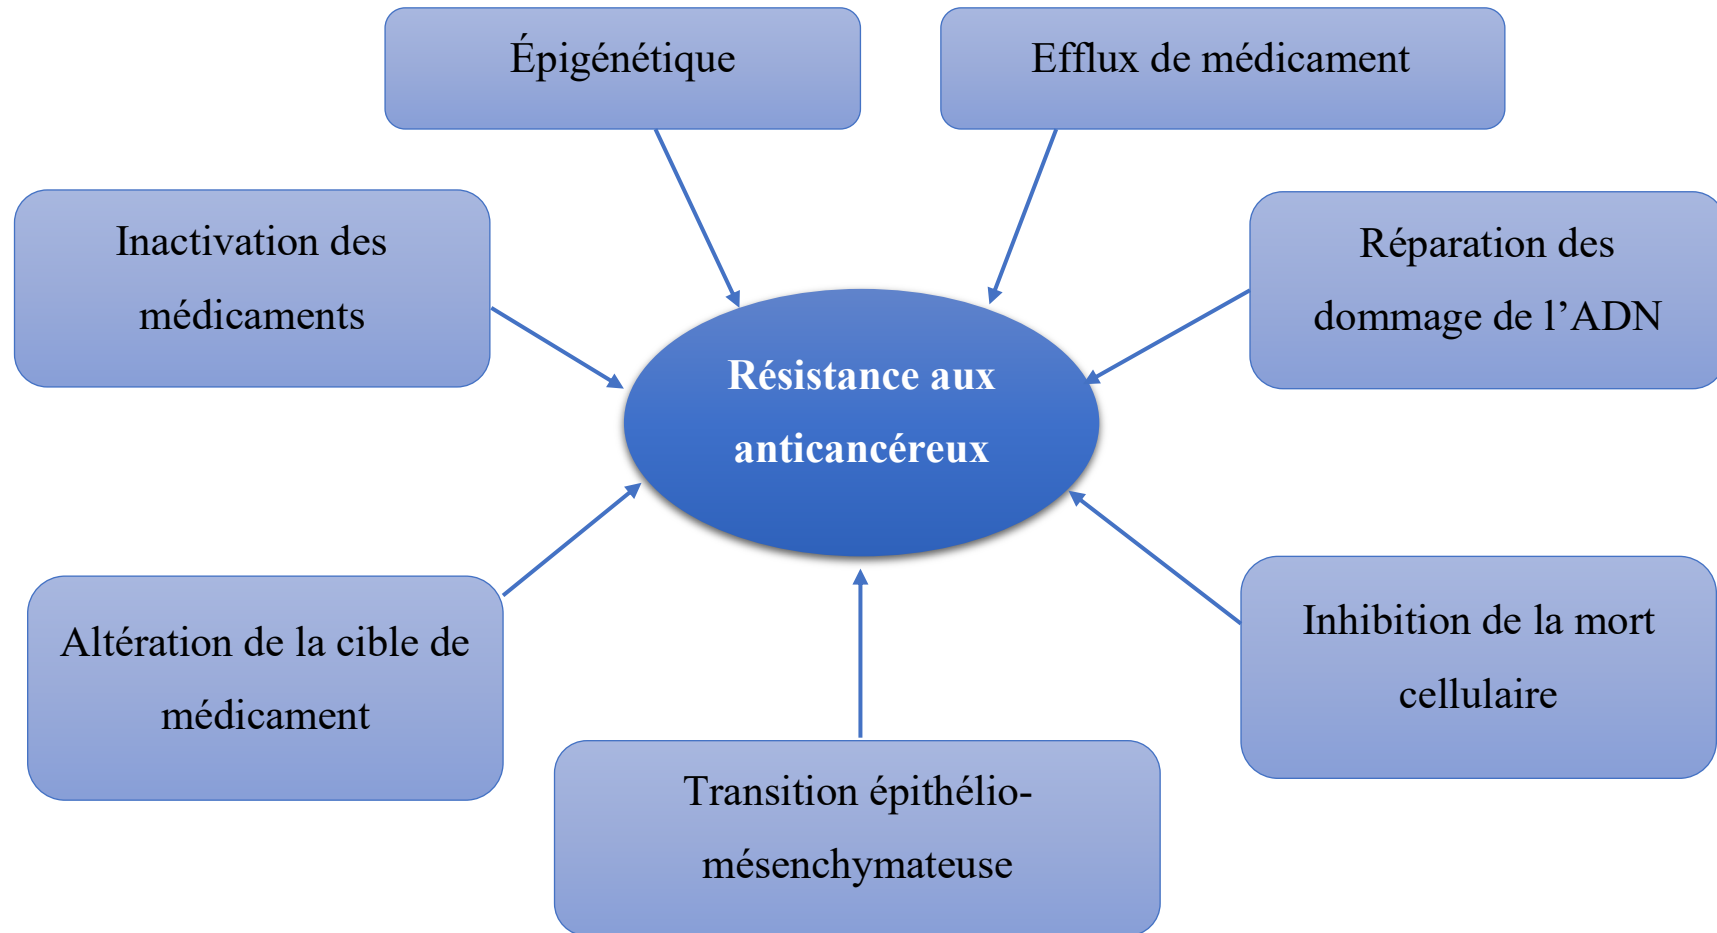 Épigénétique
Efflux de médicament
Inactivation des
médicaments
Réparation des
dommage de l’ADN
Résistance aux
anticancéreux
Altération de la cible de
médicament
Inhibition de la mort
cellulaire
Transition épithélio-
mésenchymateuse